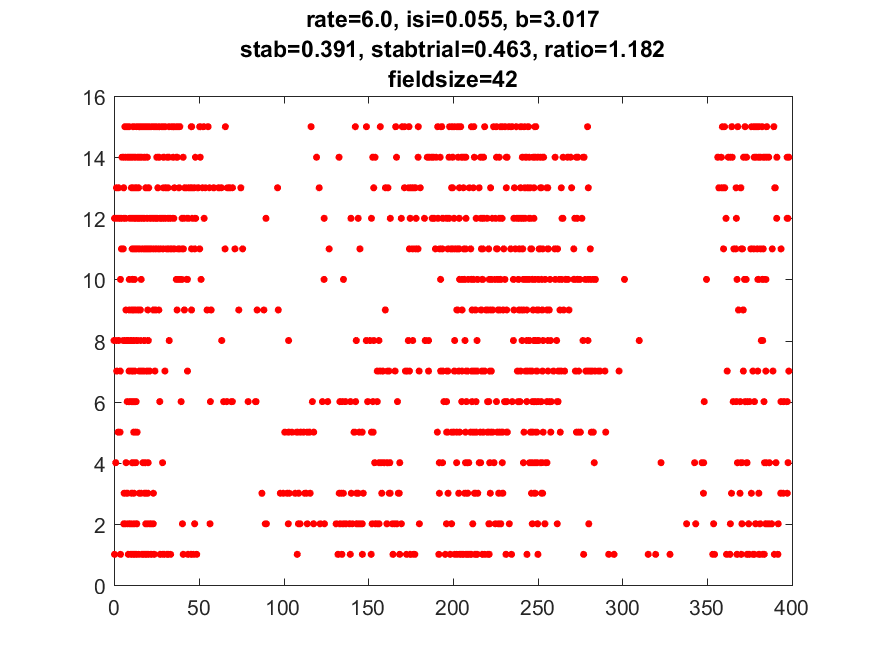 rate=6.0, isi=0.055, b=3.017
stab=0.391, stabtrial=0.463, ratio=1.182
fieldsize=42
16
14
12
10
8
6
4
2
0
0 50 100 150 200 250 300 350 400